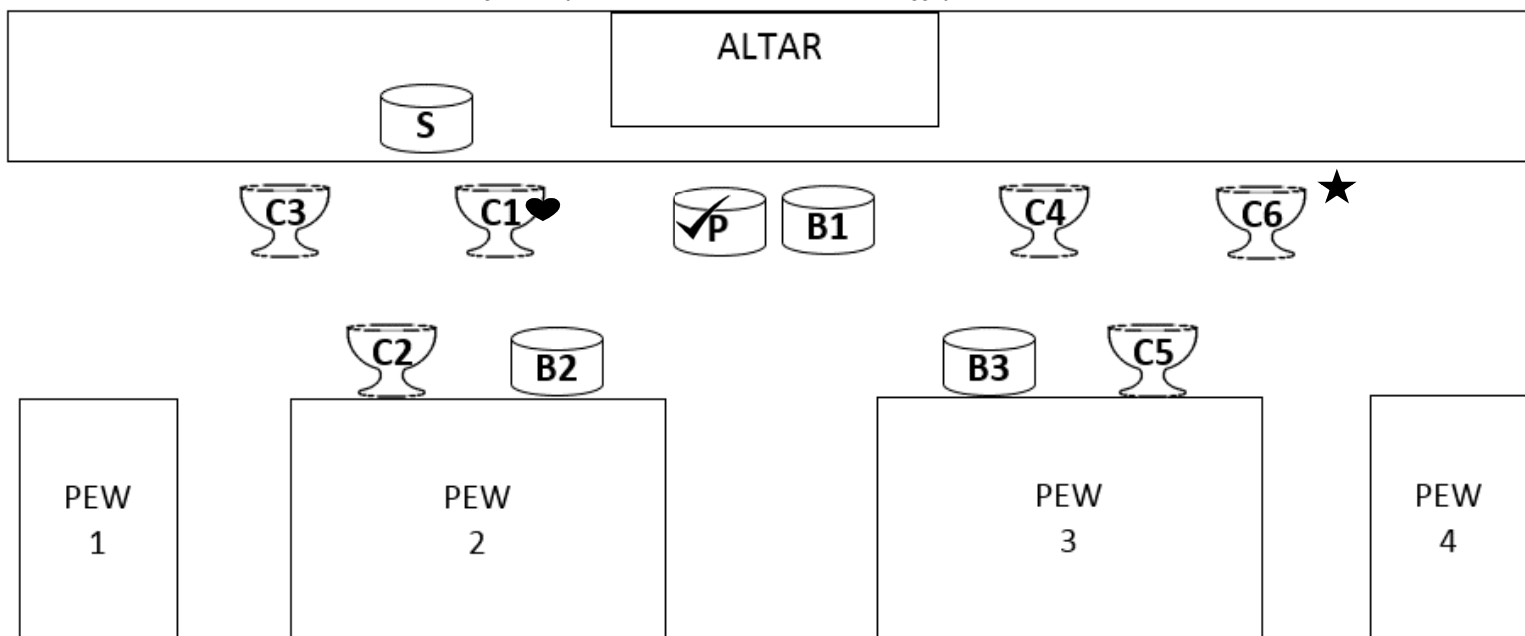 ALTAR
S
C3 C1 P B1 C4 C6
C2 B2 B3 C5
PEW PEW PEW PEW
1 2 3 4